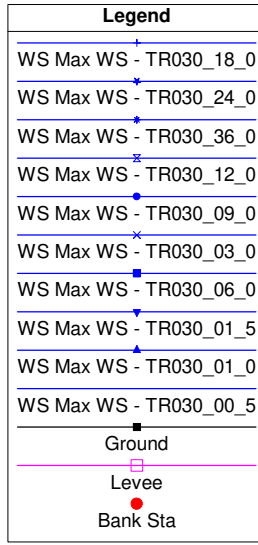 Legend
WS Max WS - TR030_18_0
WS Max WS - TR030_24_0
WS Max WS - TR030_36_0
WS Max WS - TR030_12_0
WS Max WS - TR030_09_0
WS Max WS - TR030_03_0
WS Max WS - TR030_06_0
WS Max WS - TR030_01_5
WS Max WS - TR030_01_0
WS Max WS - TR030_00_5
Ground
Levee
Bank Sta